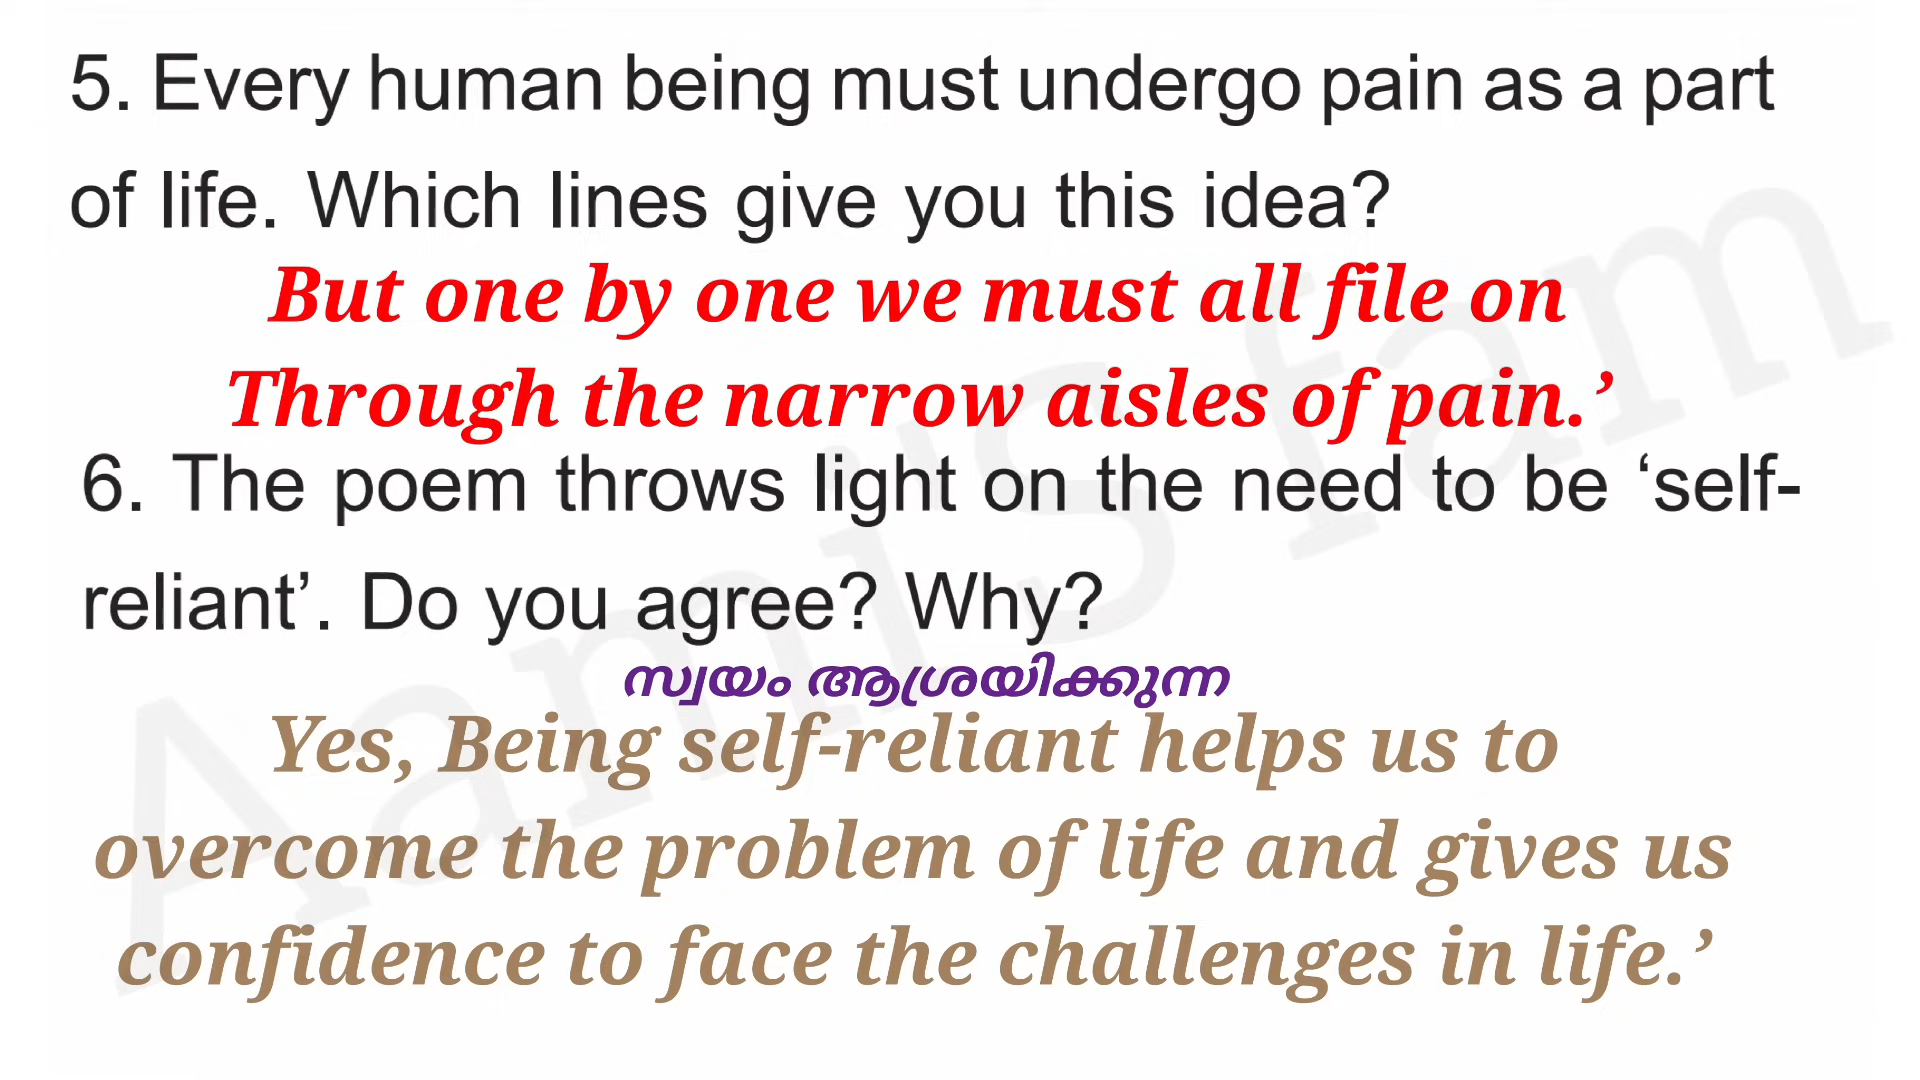 5. Every human being must undergo pain as a part
of life. Which lines give you this idea?
But one by one we must all file on
Through the narrow aisles of pain.’
6. The poem throws light on the need to be ‘self-
reliant’. Do you agree? Why?
സ്വയം ആശ്രയിക്കുന്ന
Yes, Being self-reliant helps us to
overcome the problem of life and gives us
confidence to face the challenges in life.’
Aami'S fam